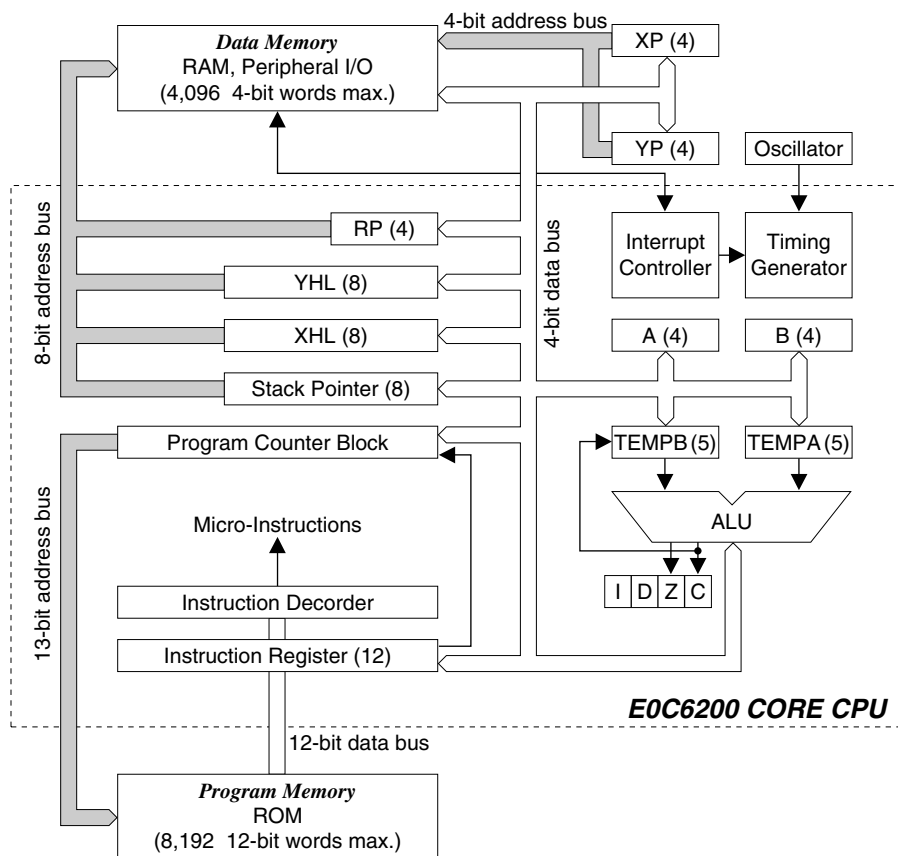 4-bit address bus
Data Memory
RAM, Peripheral I/O
(4,096 4-bit words max.)
XP (4)
YP (4)
Oscillator
8-bit address bus
RP (4)
4-bit data bus
Interrupt
Controller
Timing
Generator
YHL (8)
XHL (8)
A (4)
B (4)
Stack Pointer (8)
Program Counter Block
TEMPB (5)
TEMPA (5)
13-bit address bus
ALU
Micro-Instructions
I D Z C
Instruction Decorder
Instruction Register (12)
E0C6200 CORE CPU
12-bit data bus
Program Memory
ROM
(8,192 12-bit words max.)